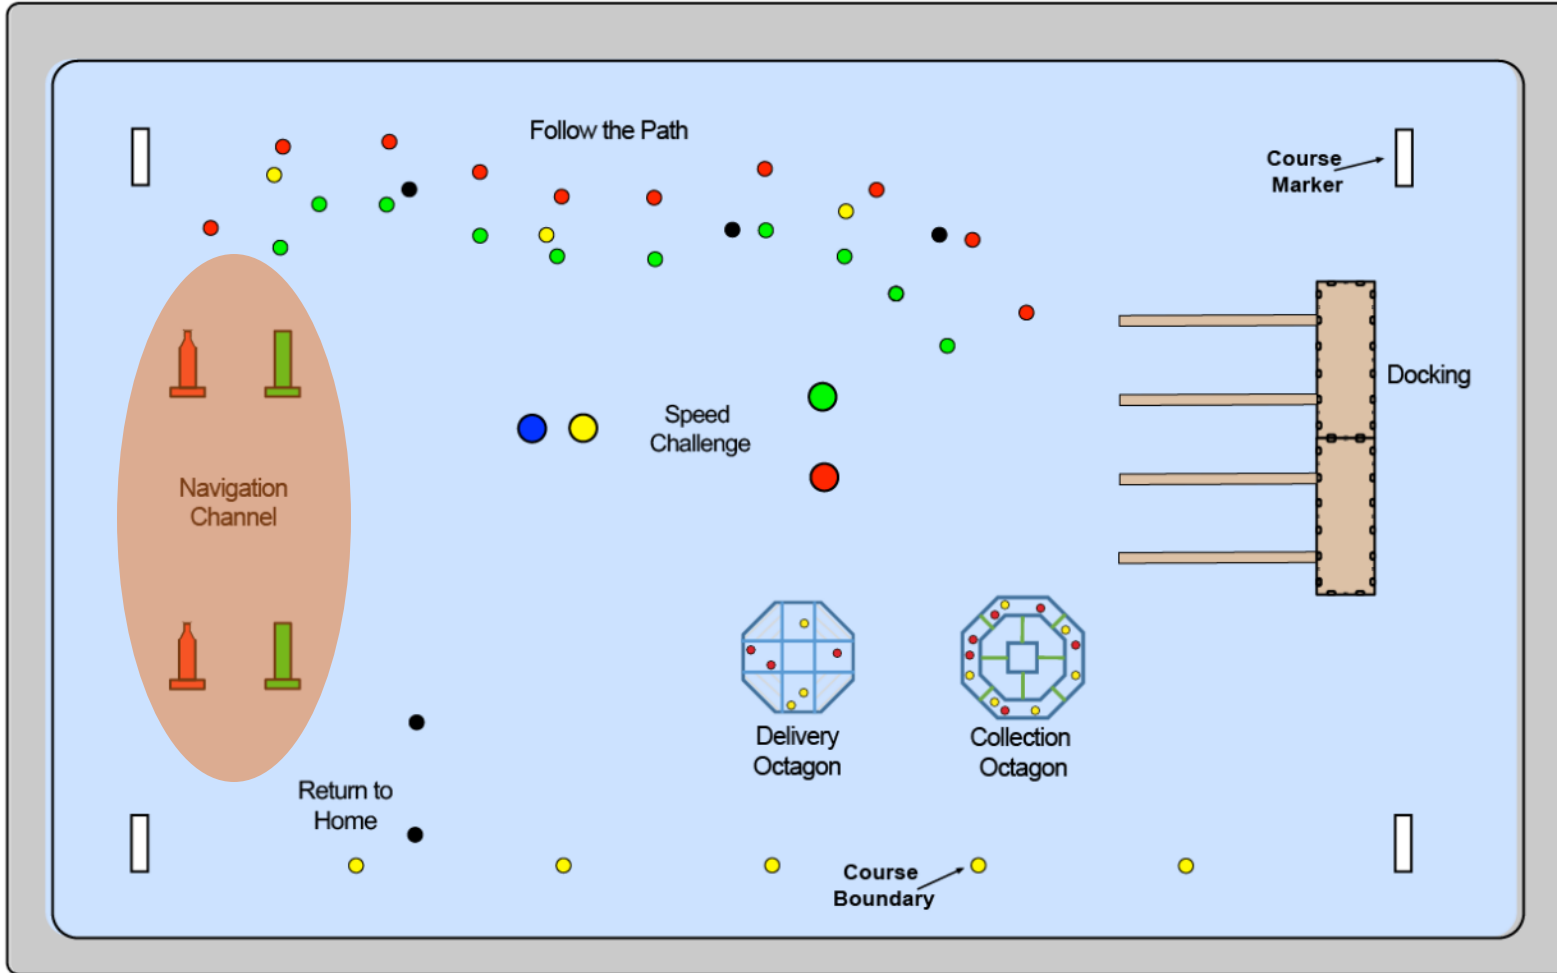 Follow the Path
Course
Marker
Docking
Speed
Challenge
Navigation
Channel
Delivery
Octagon
Collection
Octagon
Return to
Home
Course
Boundary